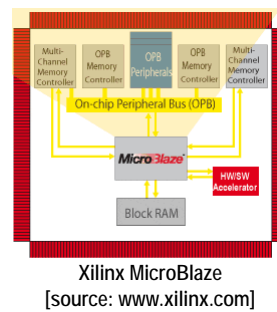 Multi-
Channel
Memory
Controller
OPB
Memory
Controller
OPB
Peripherals
OPB
Memory
Controller
Multi-
Channel
Memory
Controller
On-chip Peripheral Bus (OPB)
MicroBlaze
HW/SW
Accelerator
Block RAM
Xilinx MicroBlaze
[source: www.xilinx.com]